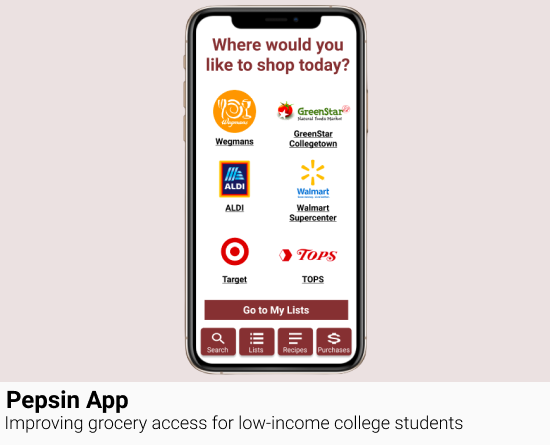 Where would you
like to shop today?
Wegmans
Wegmans
GreenStar
Natural Foods Market
GreenStar
Collegetown
ALDI
ALDI
Walmart
Walmart
Supercenter
Target
TOPS
TOPS
Go to My Lists
Search
Lists
Recipes
Purchases
Pepsin App
Improving grocery access for low-income college students